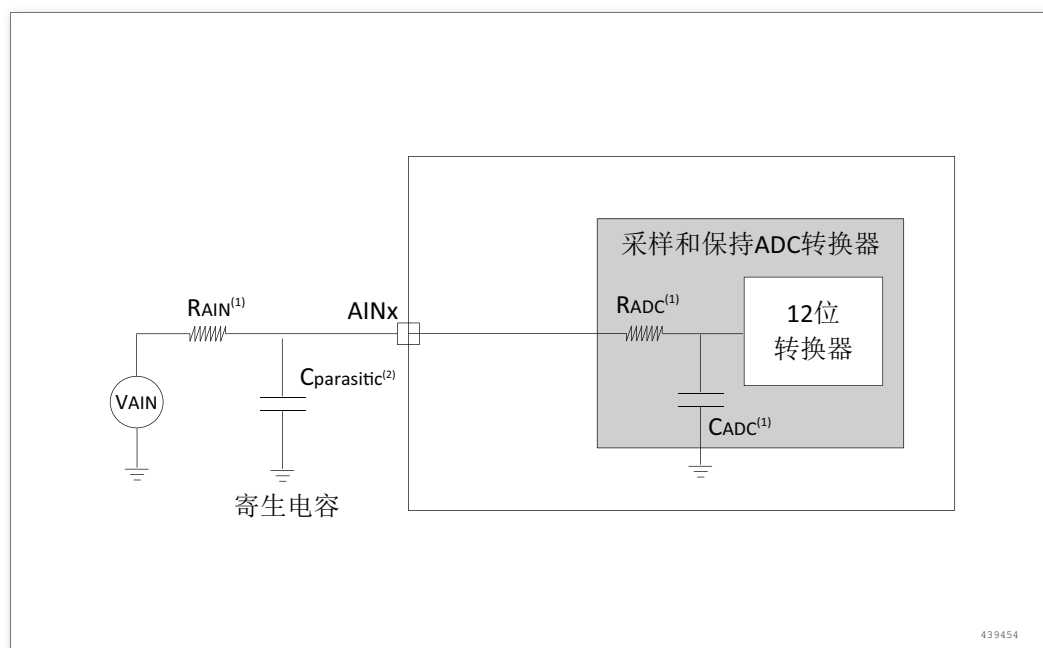 采样和保持ADC转换器
RAIN(1)
AINx
RADC(1)
12位
转换器
Cparasitic(2)
VAIN
CADC(1)
寄生电容
439454